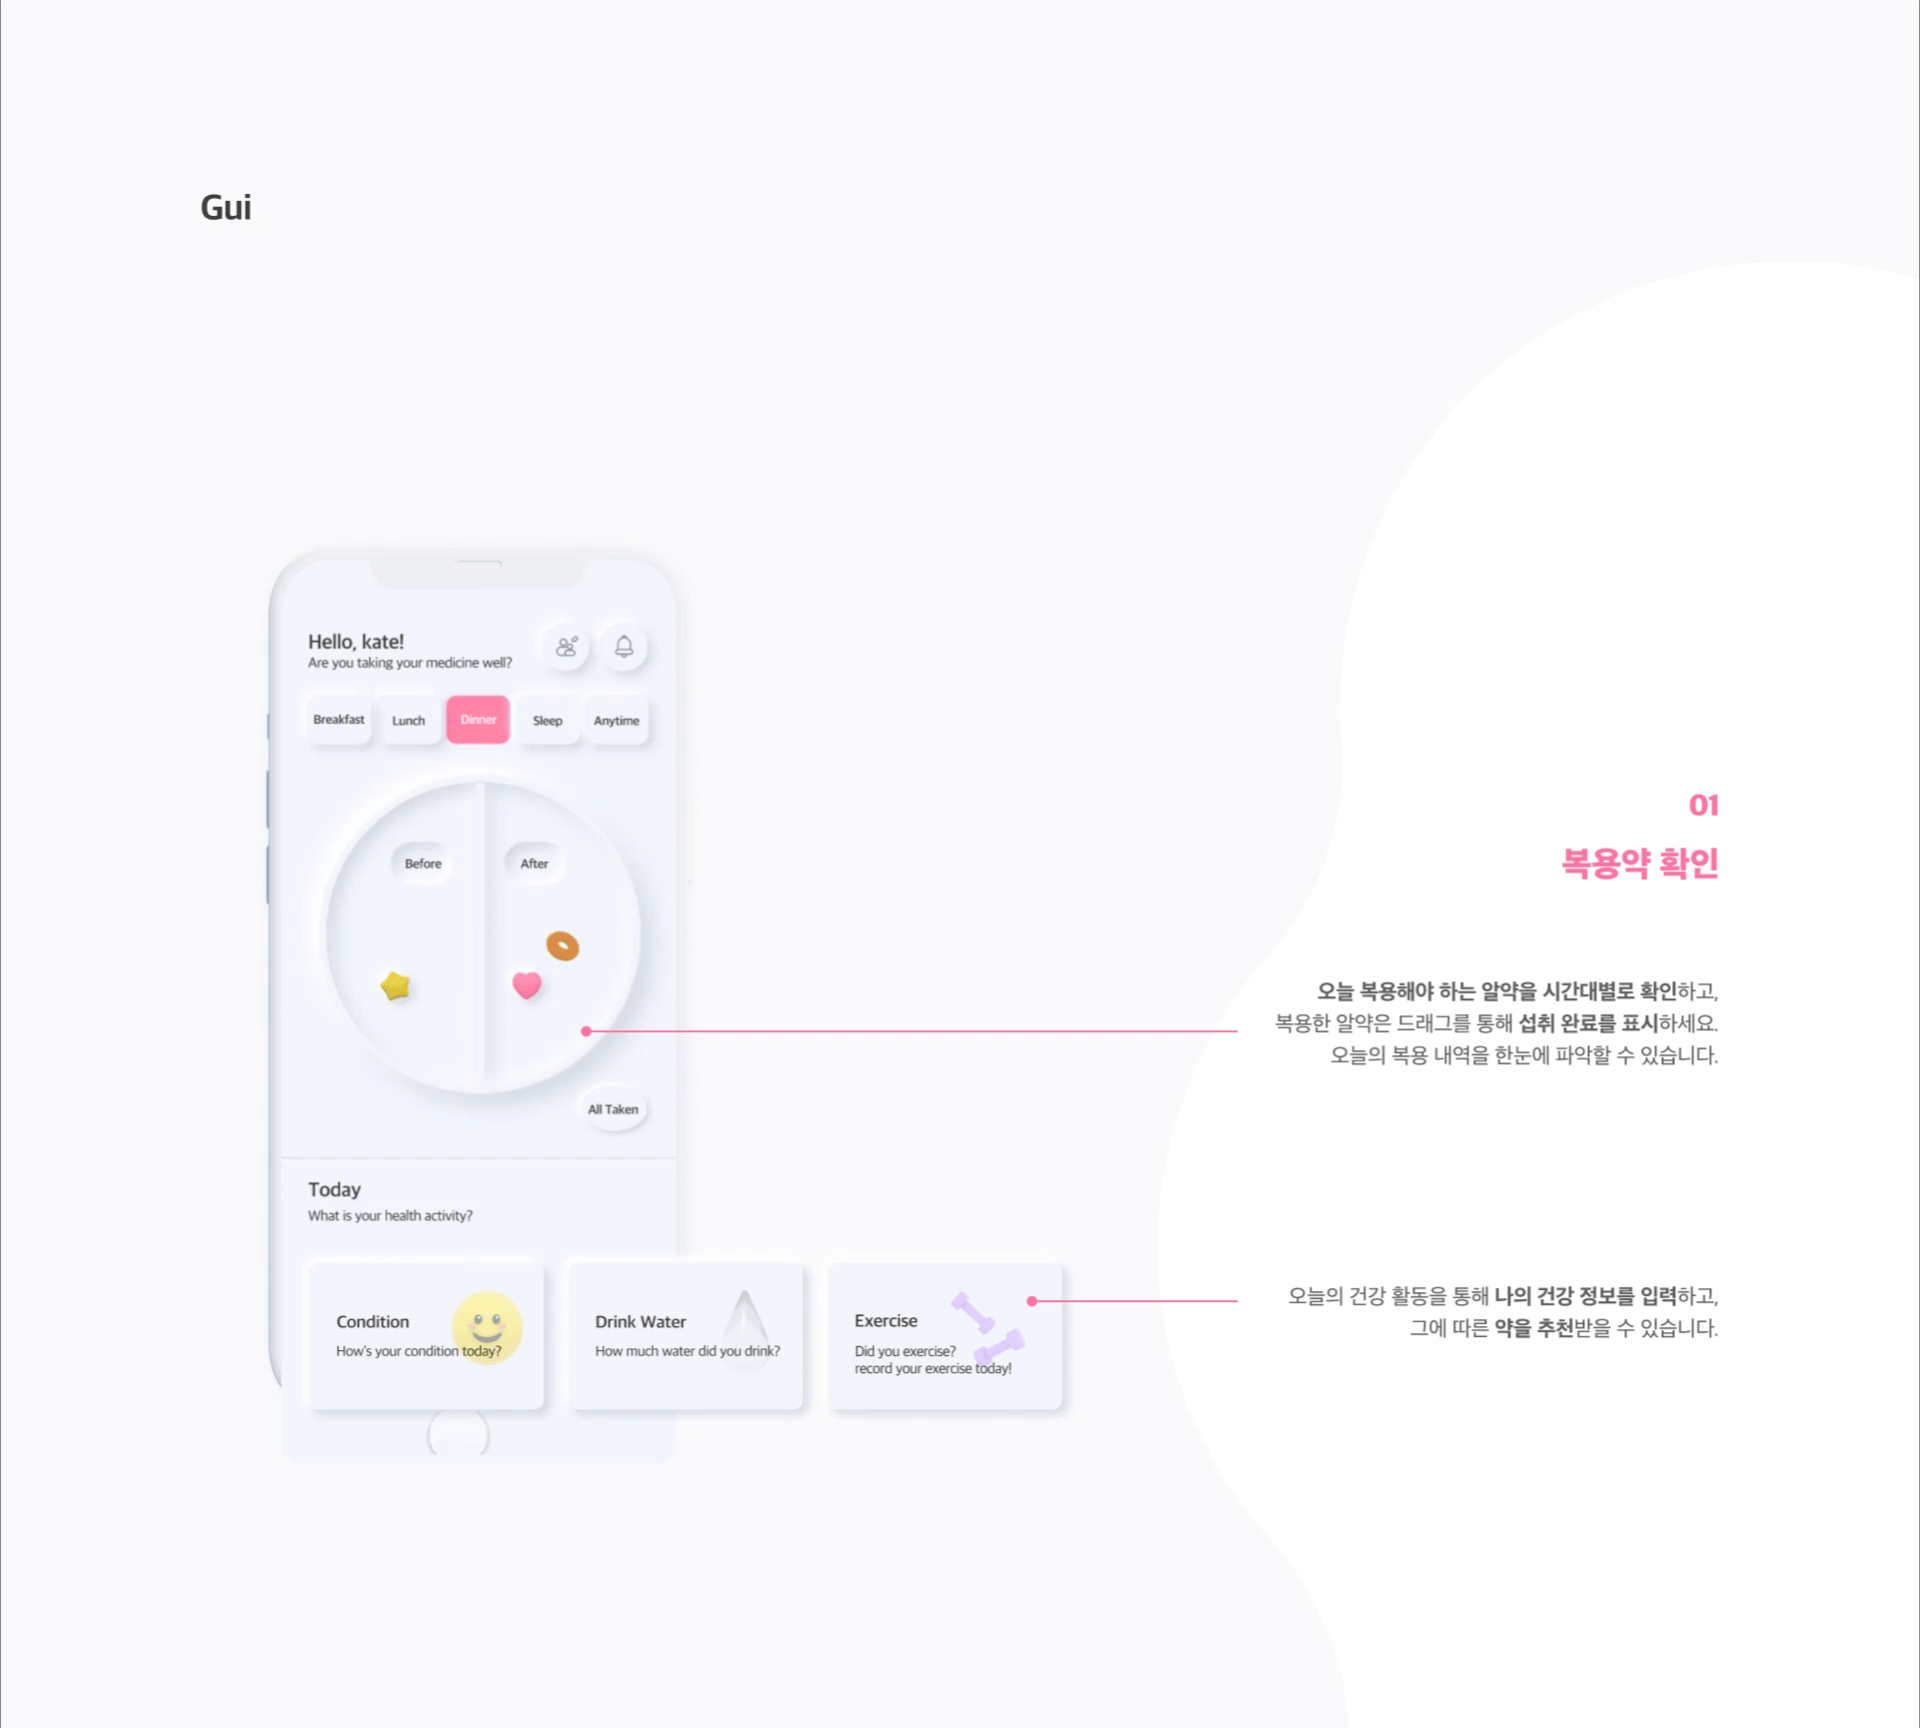 Gui
Hello, kate!
Are you taking your medicine well?
Breakfast
Lunch
Dinner
Sleep
Anytime
Before
After
All Taken
Today
What is your health activity?
Condition
How's your condition today?
Drink Water
How much water did you drink?
Exercise
Did you exercise?
record your exercise today!
01
복용약 확인
오늘 복용해야 하는 알약을 시간대별로 확인하고,
복용한 알약은 드래그를 통해 섭취 완료를 표시하세요.
오늘의 복용 내역을 한눈에 파악할 수 있습니다.
오늘의 건강 활동을 통해 나의 건강 정보를 입력하고,
그에 따른 약을 추천받을 수 있습니다.